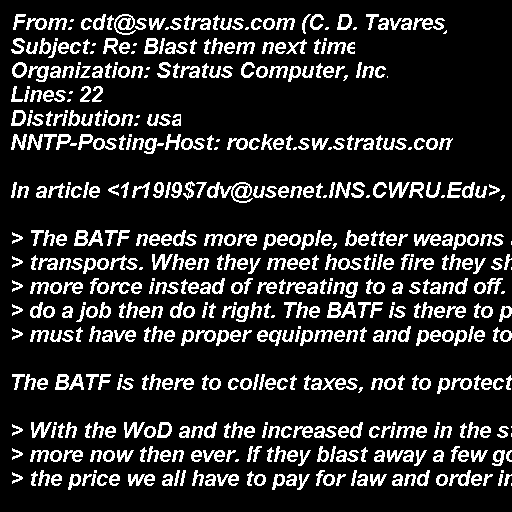 From: cdt@sw.stratus.com (C. D. Tavares)
Subject: Re: Blast them next time
Organization: Stratus Computer, Inc.
Lines: 22
Distribution: usa
NNTP-Posting-Host: rocket.sw.stratus.com
In article <1r19l9$7dv@usenet.INS.CWRU.Edu>,
> The BATF needs more people, better weapons
> transports. When they meet hostile fire they
> more force instead of retreating to a stand off.
> do a job then do it right. The BATF is there to
> must have the proper equipment and people to
The BATF is there to collect taxes, not to protect
> With the WoD and the increased crime in the
> more now then ever. If they blast away a few
> the price we all have to pay for law and order